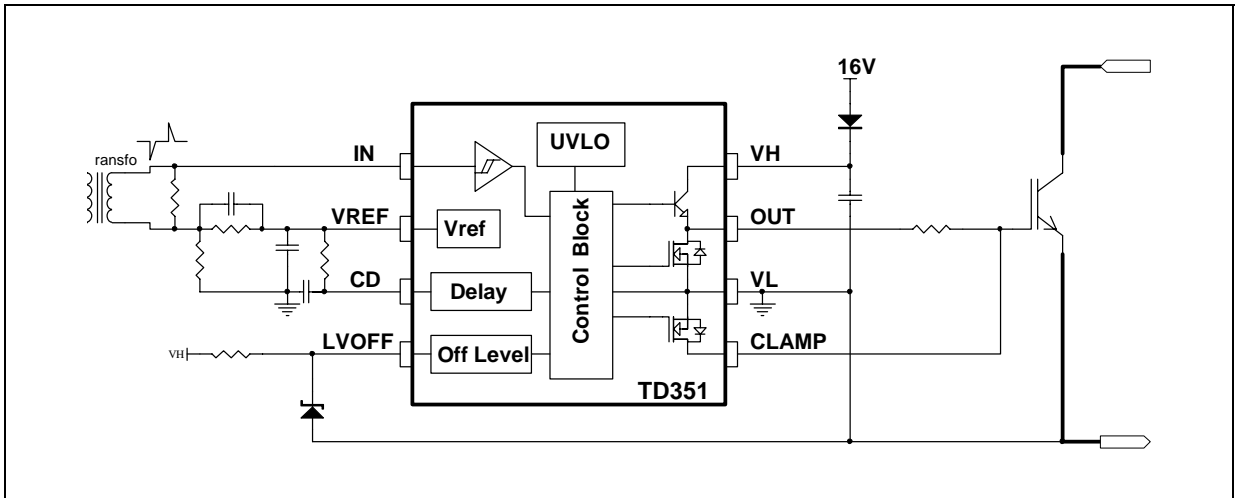 16V
ransfo
IN
UVLO
VH
VREF
Vref
OUT
Control Block
CD
Delay
VL
LVOFF
Off Level
CLAMP
VH
TD351